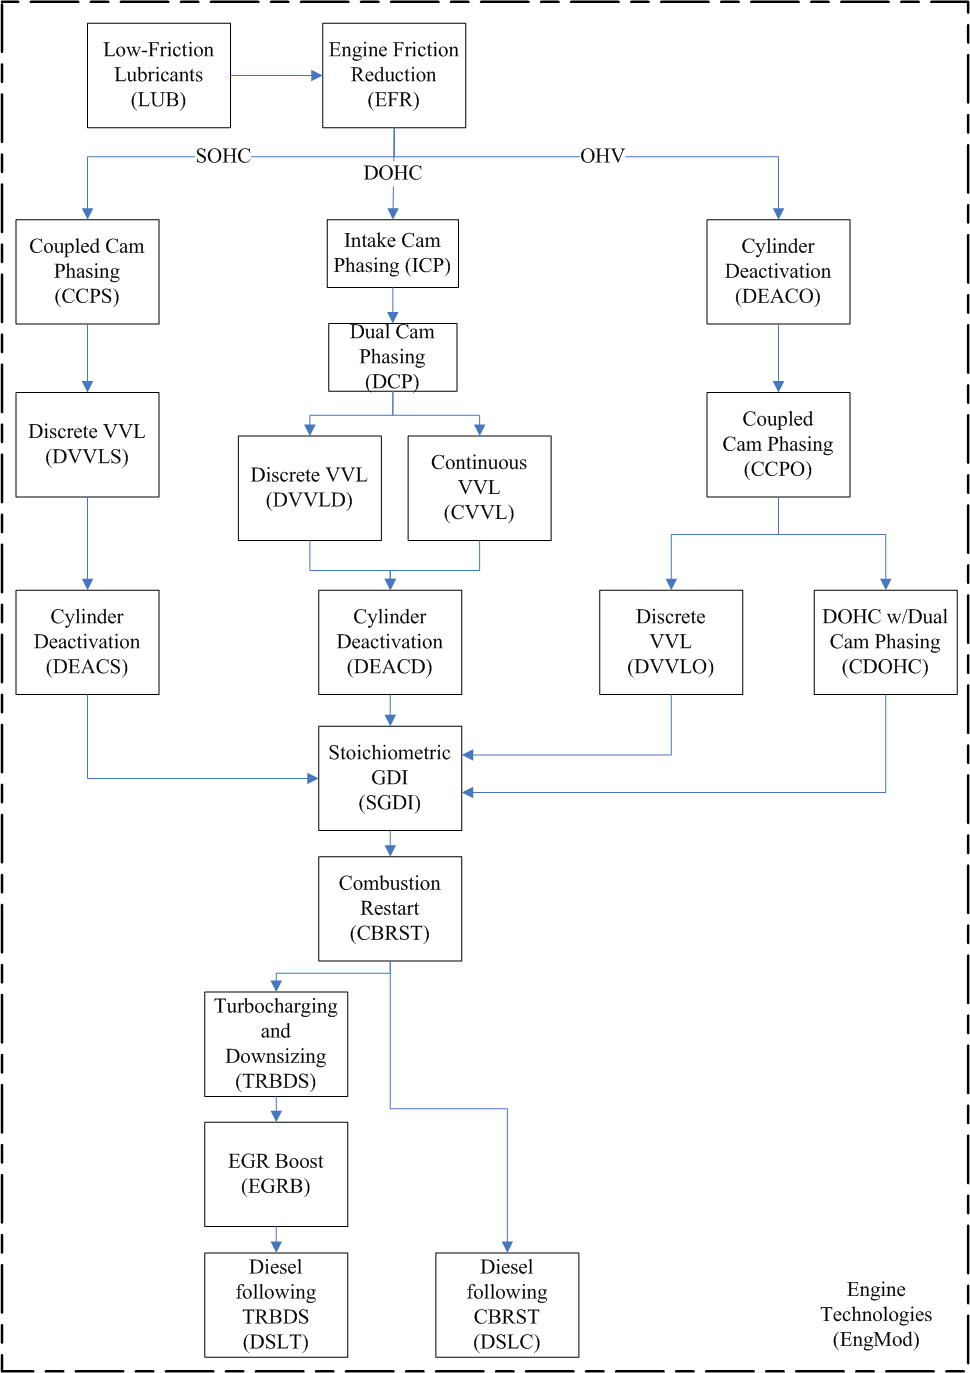 Low-Friction
Lubricants
(LUB)
Engine Friction
Reduction
(EFR)
SOHC
DOHC
OHV
Coupled Cam
Phasing
(CCPS)
Intake Cam
Phasing (ICP)
Cylinder
Deactivation
(DEACO)
Dual Cam
Phasing
(DCP)
Discrete VVL
(DVVLS)
Discrete VVL
(DVVLD)
Continuous
VVL
(CVVL)
Coupled
Cam Phasing
(CCPO)
Cylinder
Deactivation
(DEACS)
Cylinder
Deactivation
(DEACD)
Discrete
VVL
(DVVLO)
DOHC w/Dual
Cam Phasing
(CDOHC)
Stoichiometric
GDI
(SGDI)
Combustion
Restart
(CBRST)
Turbocharging
and
Downsizing
(TRBDS)
EGR Boost
(EGRB)
Diesel
following
TRBDS
(DSLT)
Diesel
following
CBRST
(DSLC)
Engine
Technologies
(EngMod)